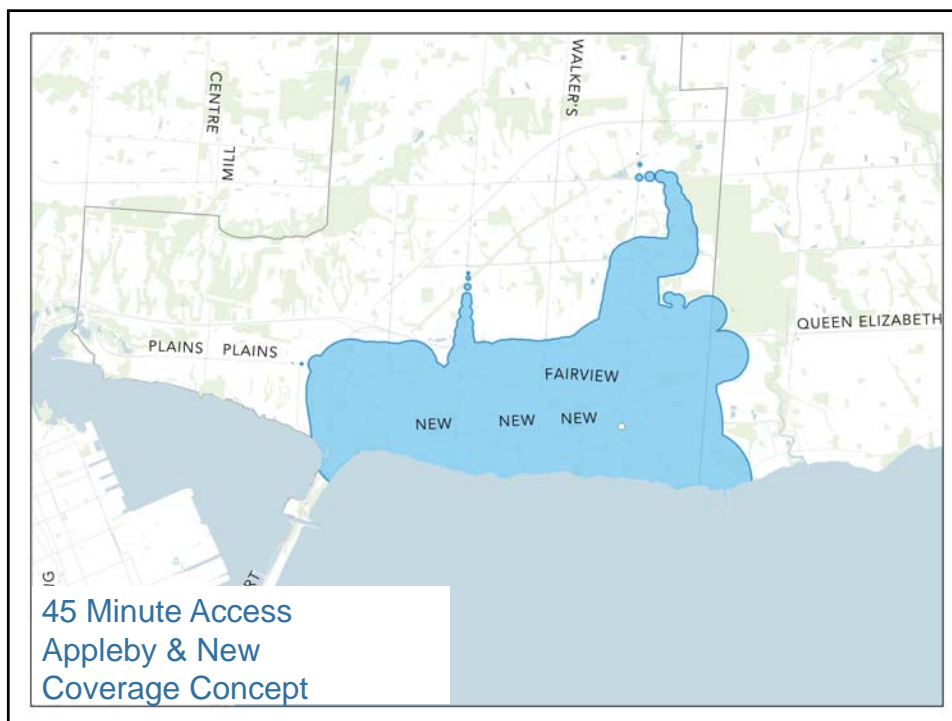 WALKER'S
CENTRE
MILL
QUEEN ELIZABETH
PLAINS PLAINS
FAIRVIEW
NEW NEW NEW
45 Minute Access
Appleby & New
Coverage Concept